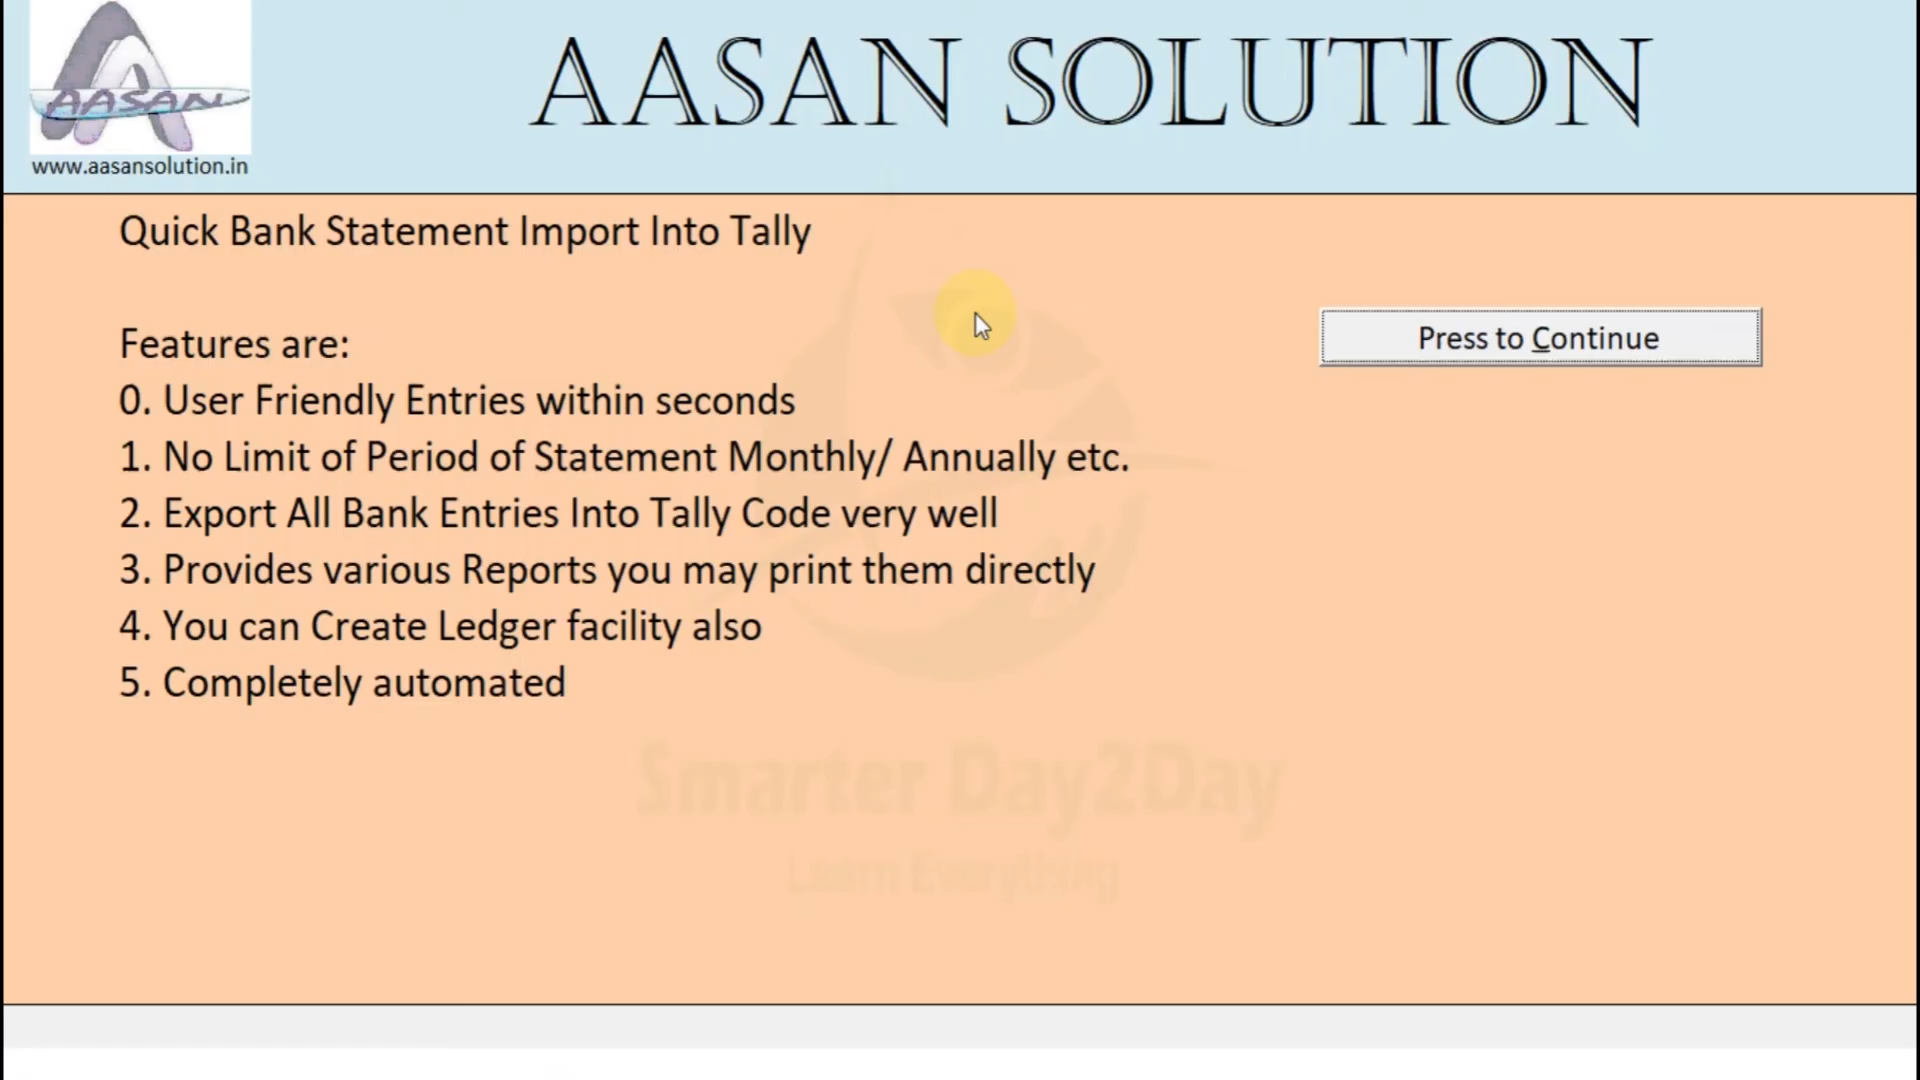 AASAN
www.aasansolution.in
AASAN SOLUTION
Quick Bank Statement Import Into Tally
Features are:
Press to Continue
0. User Friendly Entries within seconds
1. No Limit of Period of Statement Monthly/ Annually etc.
2. Export All Bank Entries Into Tally Code very well
3. Provides various Reports you may print them directly
4. You can Create Ledger facility also
5. Completely automated
Smarter Day2Day
Learn Everything